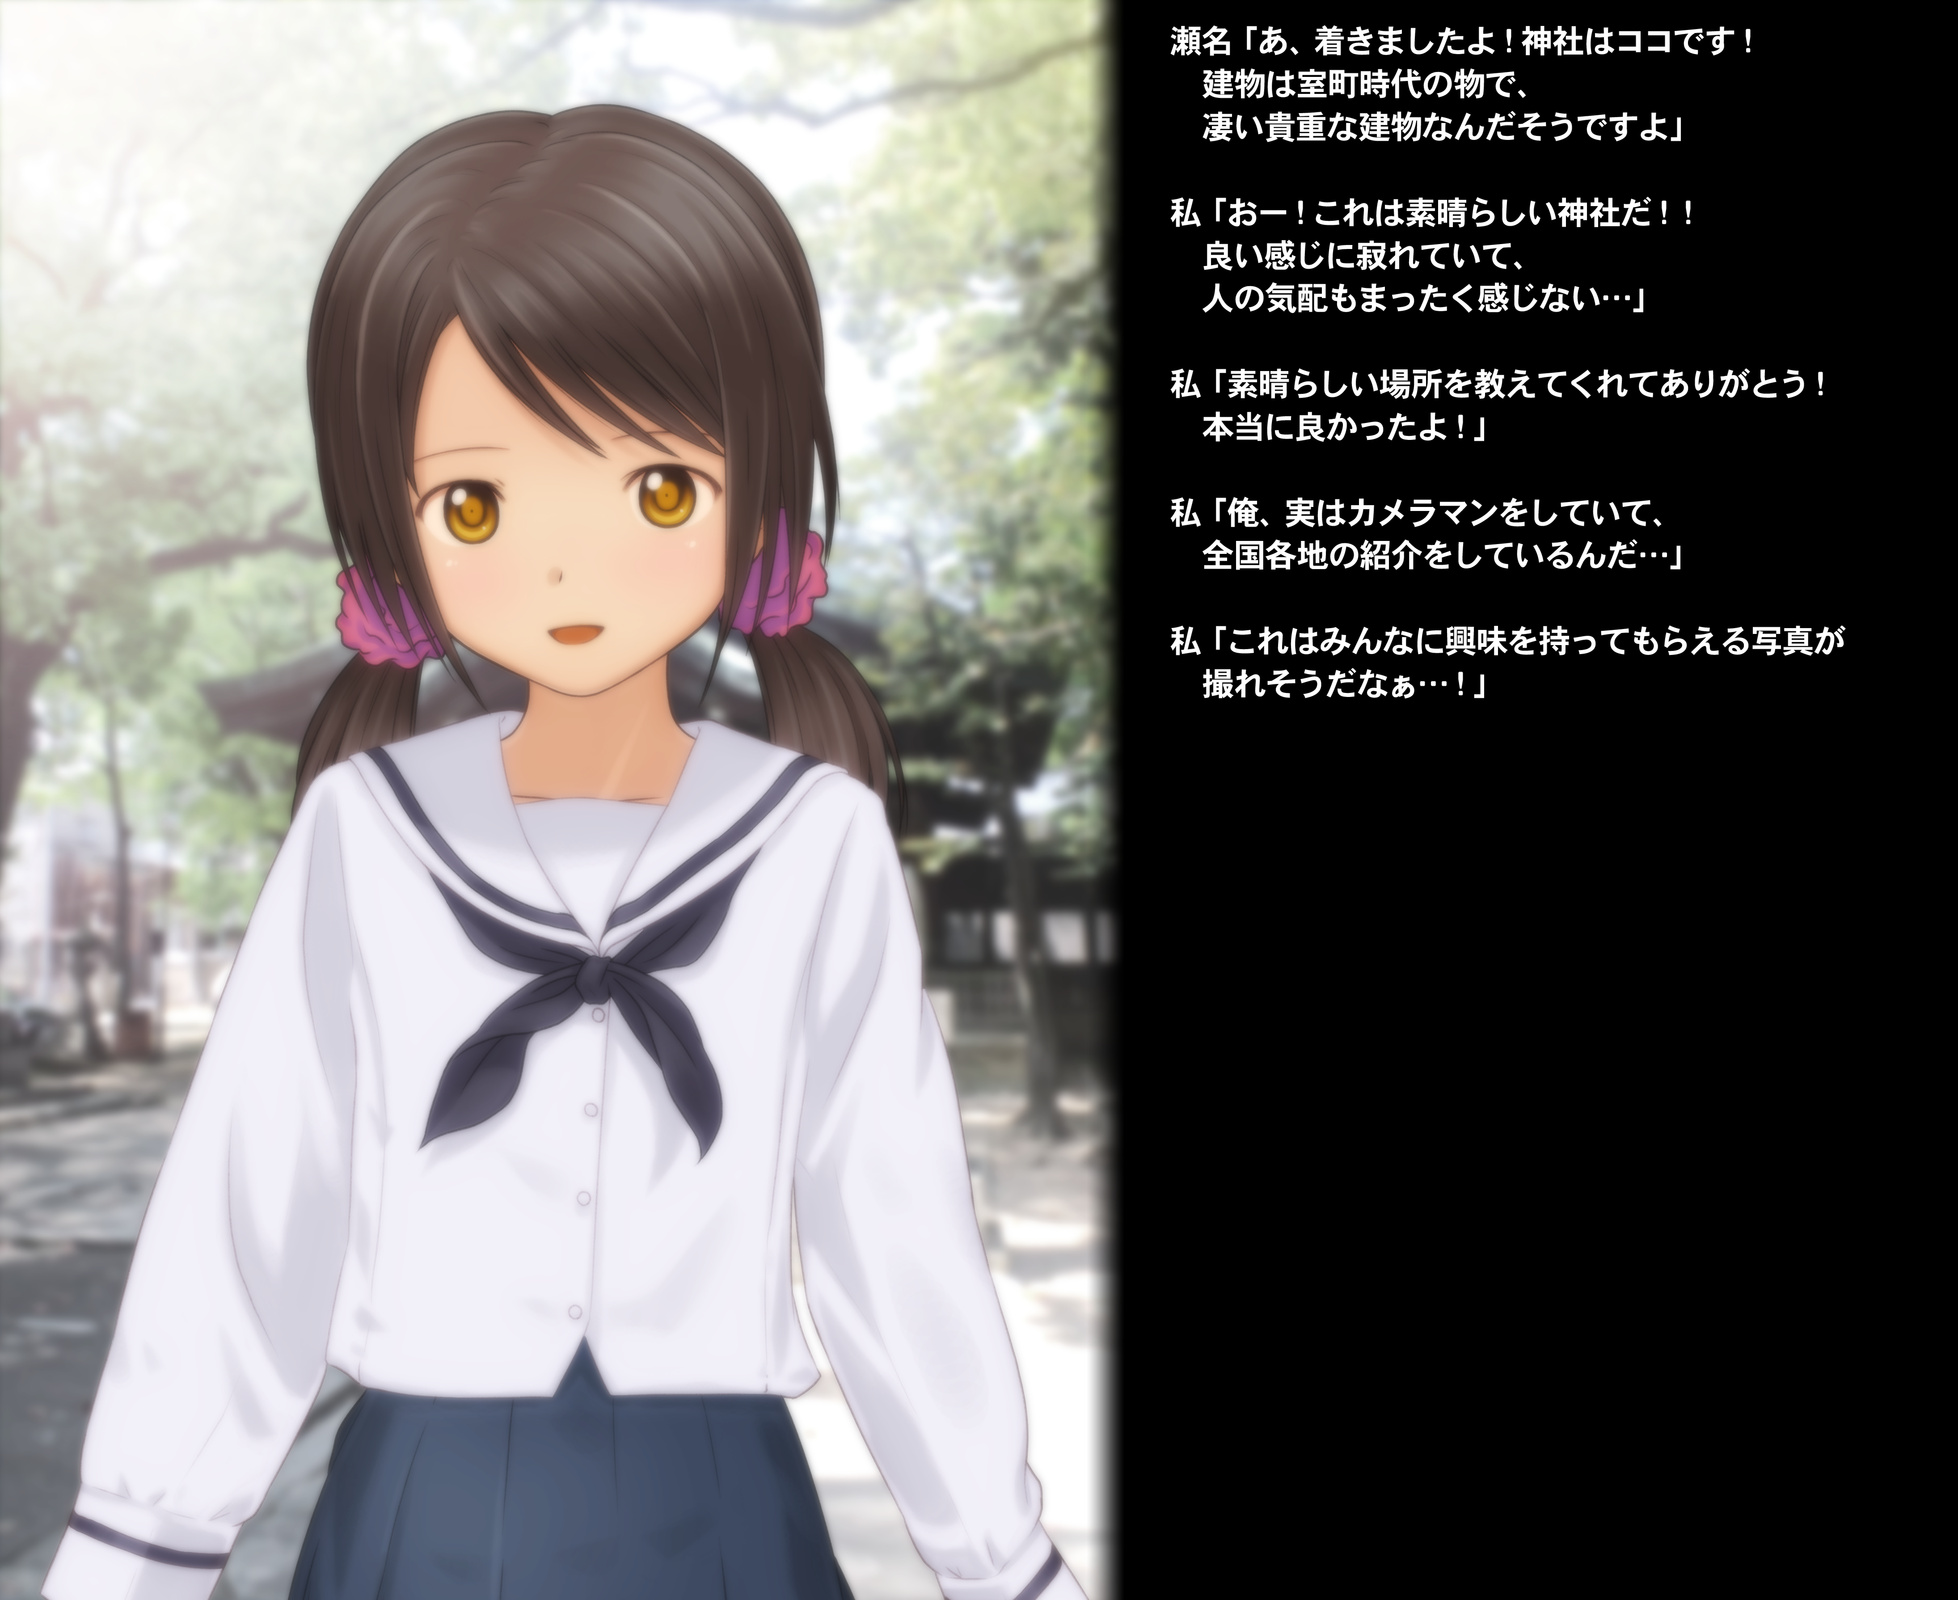 瀬名「あ、着きましたよ！神社はココです！
建物は室町時代の物で、
凄い貴重な建物なんだそうですよ」
私「おー！これは素晴らしい神社だ！！
良い感じに寂れていて、
人の気配もまったく感じない…」
私「素晴らしい場所を教えてくれてありがとう！
本当に良かったよ！」
私「俺、実はカメラマンをしていて、
全国各地の紹介をしているんだ…」
私「これはみんなに興味を持ってもらえる写真が
撮れそうだなぁ…！」